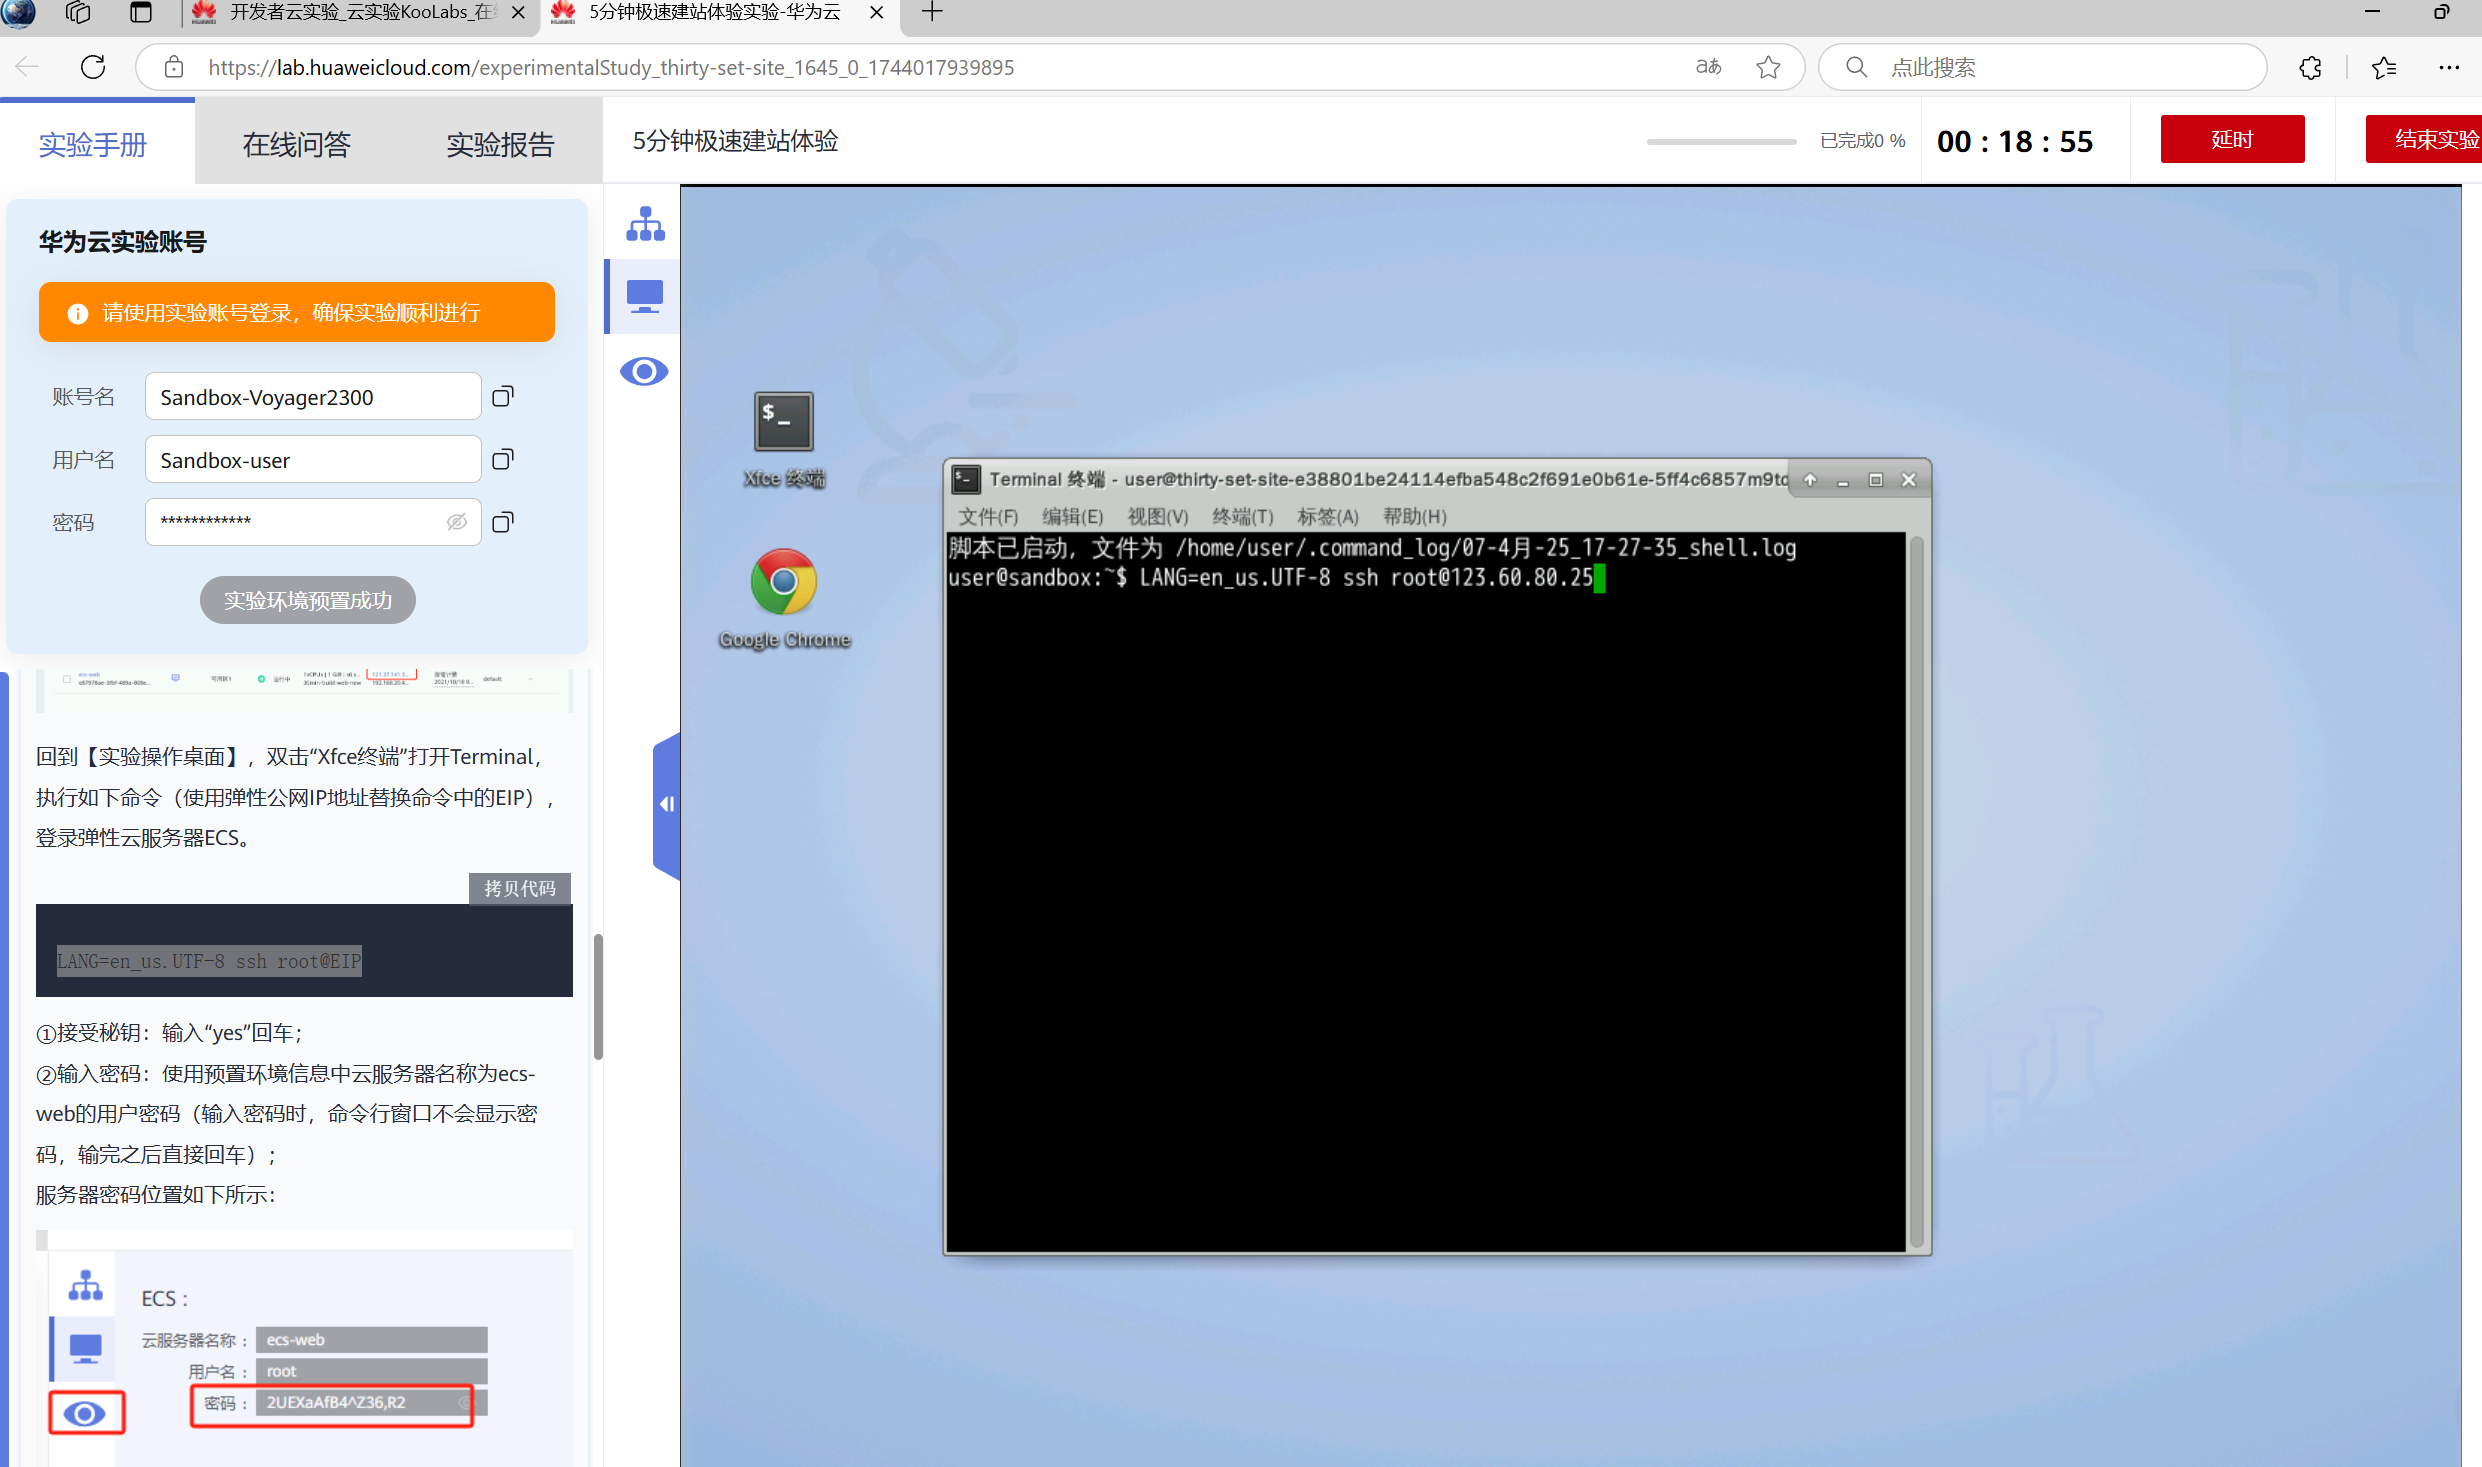 开发者云实验_云实验KooLabs_在
5分钟极速建站体验实验-华为云
https://lab.huaweicloud.com/experimentalStudy_thirty-set-site_1645_0_1744017939895
aあ
点此搜索
实验手册
在线问答
实验报告
5分钟极速建站体验
已完成0 %
00 : 18 : 55
延时
结束实验
华为云实验账号
请使用实验账号登录，确保实验顺利进行
账号名
Sandbox-Voyager2300
用户名
Sandbox-user
密码
************
实验环境预置成功
ecs-web
可用区1
运行中
default
回到【实验操作桌面】，双击“Xfce终端”打开Terminal，
执行如下命令（使用弹性公网IP地址替换命令中的EIP），
登录弹性云服务器ECS。
拷贝代码
LANG=en_us.UTF-8 ssh root@EIP
①接受秘钥：输入“yes”回车；
②输入密码：使用预置环境信息中云服务器名称为ecs-
web的用户密码（输入密码时，命令行窗口不会显示密
码，输完之后直接回车）；
服务器密码位置如下所示：
ECS：
云服务器名称： ecs-web
用户名： root
密码： 2UEXaAfB4^Z36,R2
Xfce 终端
Google Chrome
Terminal 终端 - user@thirty-set-site-e38801be24114efba548c2f691e0b61e-5ff4c6857m9td
文件(F) 编辑(E) 视图(V) 终端(T) 标签(A) 帮助(H)
脚本已启动, 文件为 /home/user/.command_log/07-4月-25_17-27-35_shell.log
user@sandbox:~$ LANG=en_us.UTF-8 ssh root@123.60.80.25